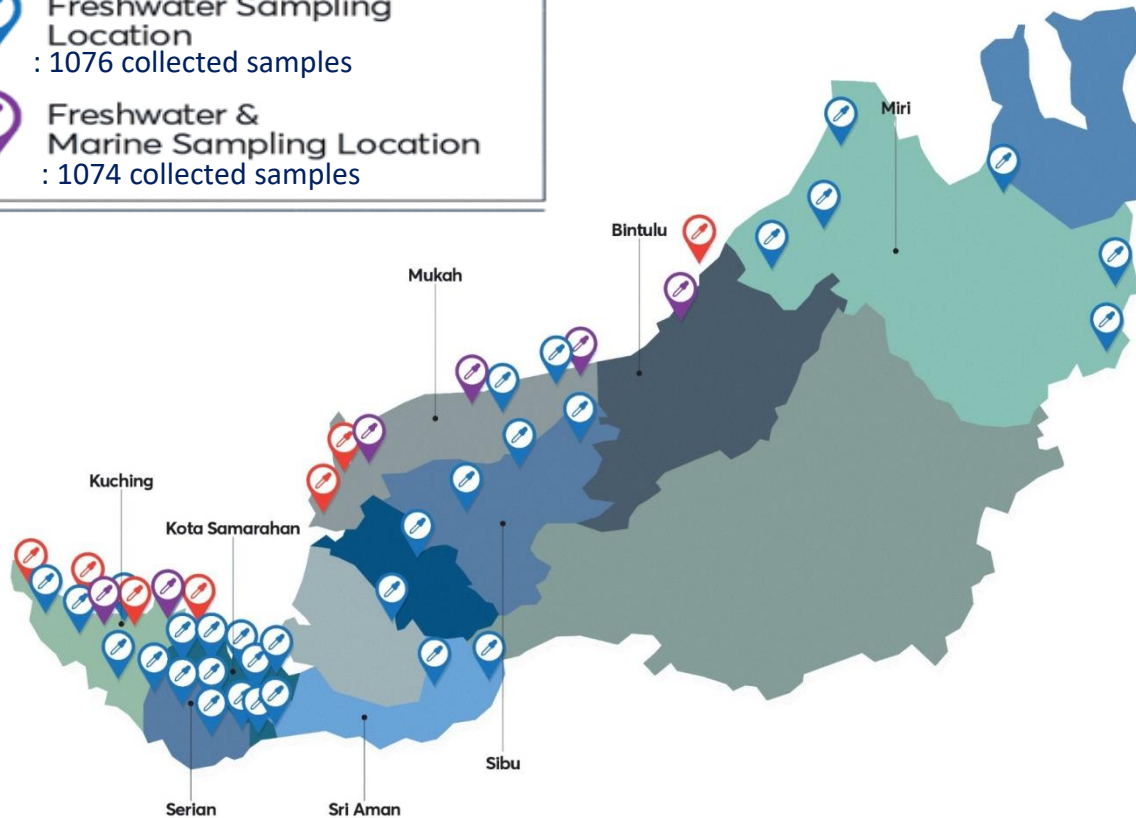 Freshwater Sampling
Location
: 1076 collected samples
Freshwater &
Marine Sampling Location
: 1074 collected samples
Miri
Bintulu
Mukah
Kuching
Kota Samarahan
Sibu
Serian
Sri Aman